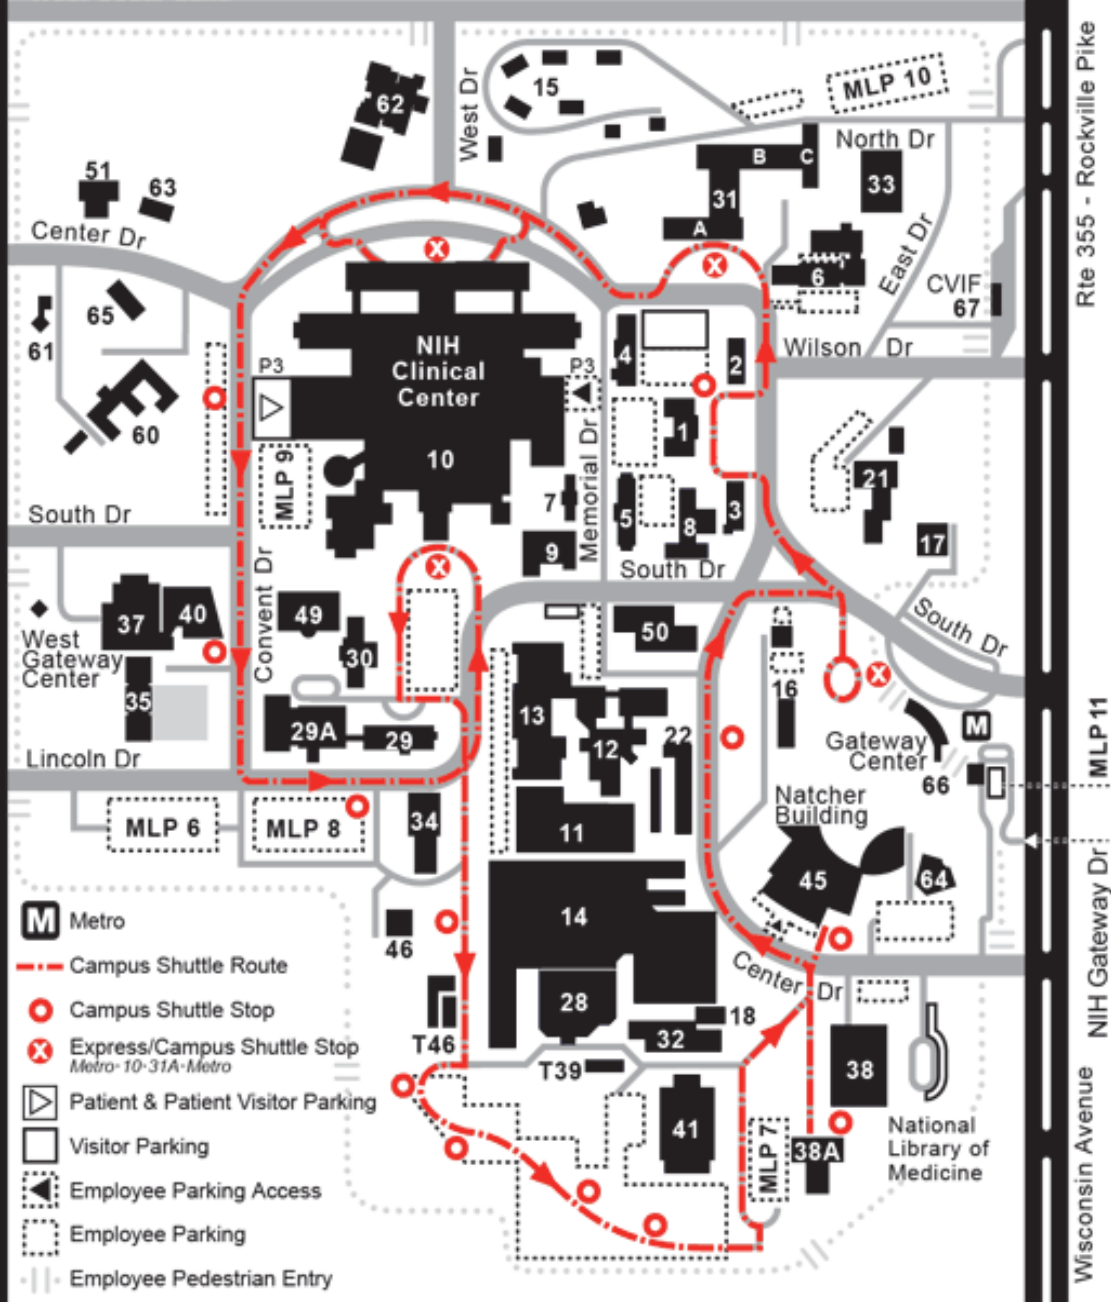 62
West Dr
15
MLP 10
North Dr
B
C
31
A
33
51
63
Center Dr
6
East Dr
CVIF
67
Rte 355 - Rockville Pike
65
61
60
P3
NIH
Clinical
Center
10
P3
4
2
Wilson Dr
1
MLP 9
7
Memorial Dr
5
8
3
21
17
South Dr
9
South Dr
South Dr
37
40
West
Gateway
Center
35
Convent Dr
49
30
50
16
M
MLP11
Gateway
Center
66
29A
29
13
12
22
Lincoln Dr
MLP 6
MLP 8
34
11
Natcher
Building
45
64
14
46
Center Dr
NIH Gateway Dr
28
18
32
T46
T39
38
41
MLP 7
38A
National
Library of
Medicine
Wisconsin Avenue
M Metro
Campus Shuttle Route
Campus Shuttle Stop
X
X
X
X
X Express/Campus Shuttle Stop
Metro-10-31A-Metro
Patient & Patient Visitor Parking
Visitor Parking
Employee Parking Access
Employee Parking
Employee Pedestrian Entry